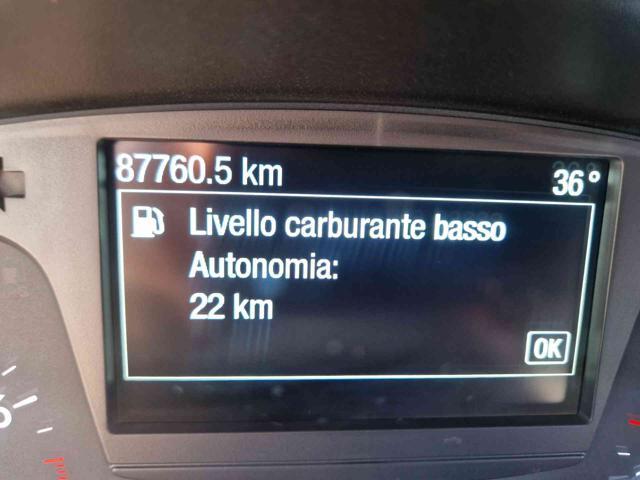 87760.5 km
36°
Livello carburante basso
Autonomia:
22 km
OK